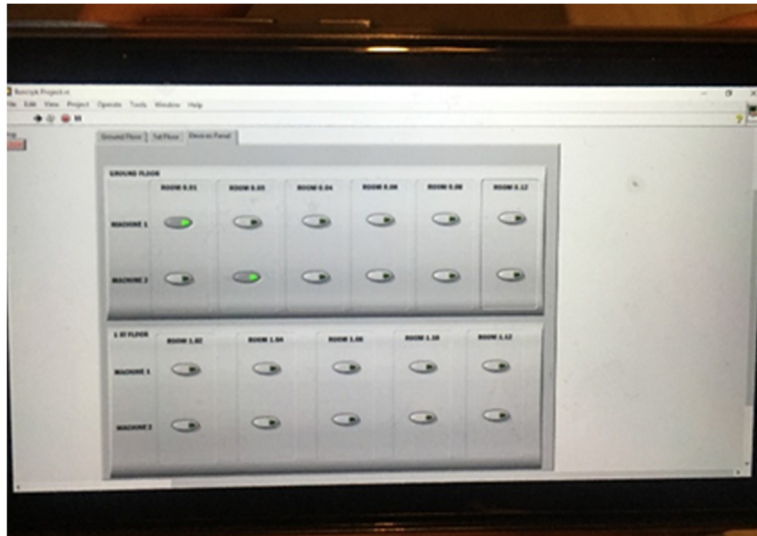 Project.vi
File Edit View Project Operate Tools Window Help
Ground Floor 1st Floor Devices Panel
GROUND FLOOR
ROOM 0.01 ROOM 0.03 ROOM 0.04 ROOM 0.06 ROOM 0.08 ROOM 0.12
MACHINE 1
MACHINE 2
1 ST FLOOR
ROOM 1.02 ROOM 1.04 ROOM 1.08 ROOM 1.10 ROOM 1.12
MACHINE 1
MACHINE 2